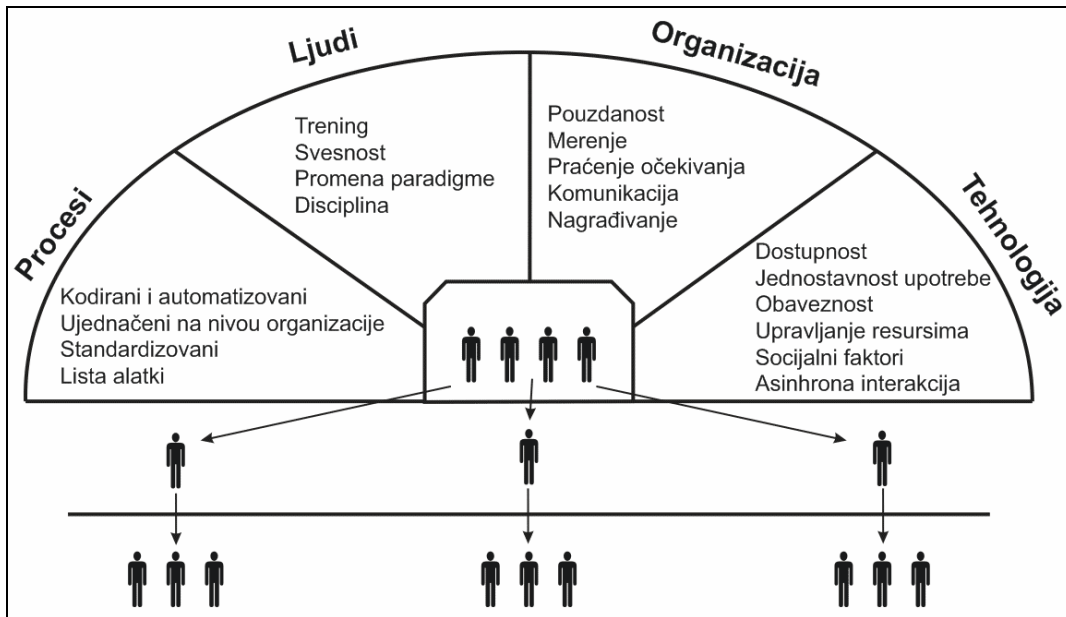 Procesi
Kodirani i automatizovani
Ujednačeni na nivou organizacije
Standardizovani
Lista alatki
Ljudi
Trening
Svesnost
Promena paradigme
Disciplina
Organizacija
Pouzdanost
Merenje
Praćenje očekivanja
Komunikacija
Nagrađivanje
Tehnologija
Dostupnost
Jednostavnost upotrebe
Obaveznost
Upravljanje resursima
Socijalni faktori
Asinhrona interakcija